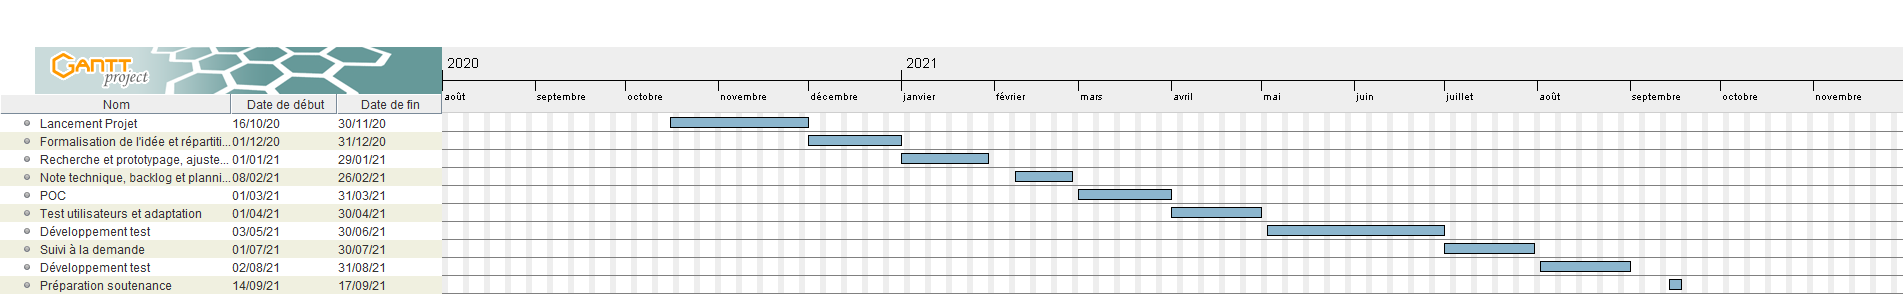 GANTT
project
2020 2021
août septembre octobre novembre décembre janvier février mars avril mai juin juillet août septembre octobre novembre
Nom Date de début Date de fin
Lancement Projet 16/10/20 30/11/20
Formalisation de l'idée et répartiti... 01/12/20 31/12/20
Recherche et prototypage, ajuste... 01/01/21 29/01/21
Note technique, backlog et planni... 08/02/21 26/02/21
POC 01/03/21 31/03/21
Test utilisateurs et adaptation 01/04/21 30/04/21
Développement test 03/05/21 30/06/21
Suivi à la demande 01/07/21 30/07/21
Développement test 02/08/21 31/08/21
Préparation soutenance 14/09/21 17/09/21